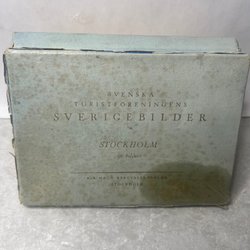 SVENSKA
TURISTFÖRENINGENS
SVERIGEBILDER
STOCKHOLM
STOCKHOLM